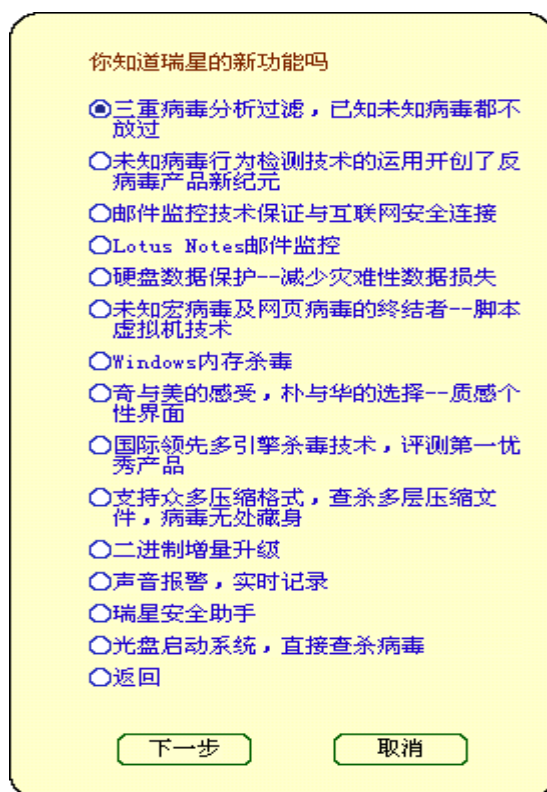 你知道瑞星的新功能吗
三重病毒分析过滤，已知未知病毒都不
放过
未知病毒行为检测技术的运用开创了反
病毒产品新纪元
邮件监控技术保证与互联网安全连接
Lotus Notes邮件监控
硬盘数据保护--减少灾难性数据损失
未知宏病毒及网页病毒的终结者--脚本
虚拟机技术
Windows内存杀毒
奇与美的感受，朴与华的选择--质感个
性界面
国际领先多引擎杀毒技术，评测第一优
秀产品
支持众多压缩格式，查杀多层压缩文
件，病毒无处藏身
二进制增量升级
声音报警，实时记录
瑞星安全助手
光盘启动系统，直接查杀病毒
返回
下一步 取消